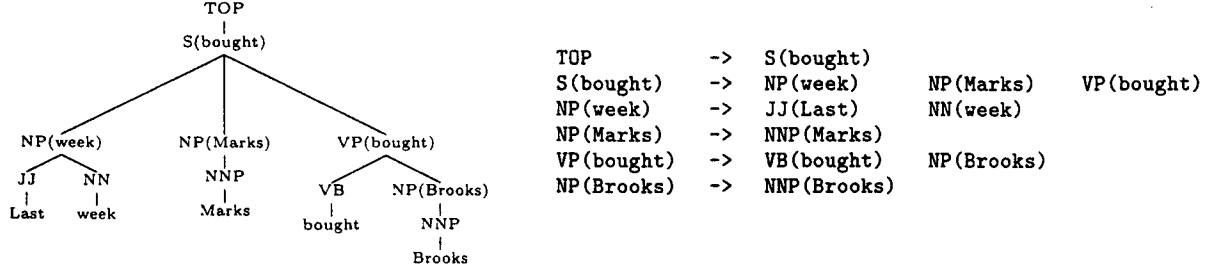 TOP
S(bought)
NP(week) NP(Marks) VP(bought)
JJ NN NNP VB NP(Brooks)
Last week Marks bought NNP
Brooks
TOP -> S(bought)
S(bought) -> NP(week) NP(Marks) VP(bought)
NP(week) -> JJ(Last) NN(week)
NP(Marks) -> NNP(Marks)
VP(bought) -> VB(bought) NP(Brooks)
NP(Brooks) -> NNP(Brooks)